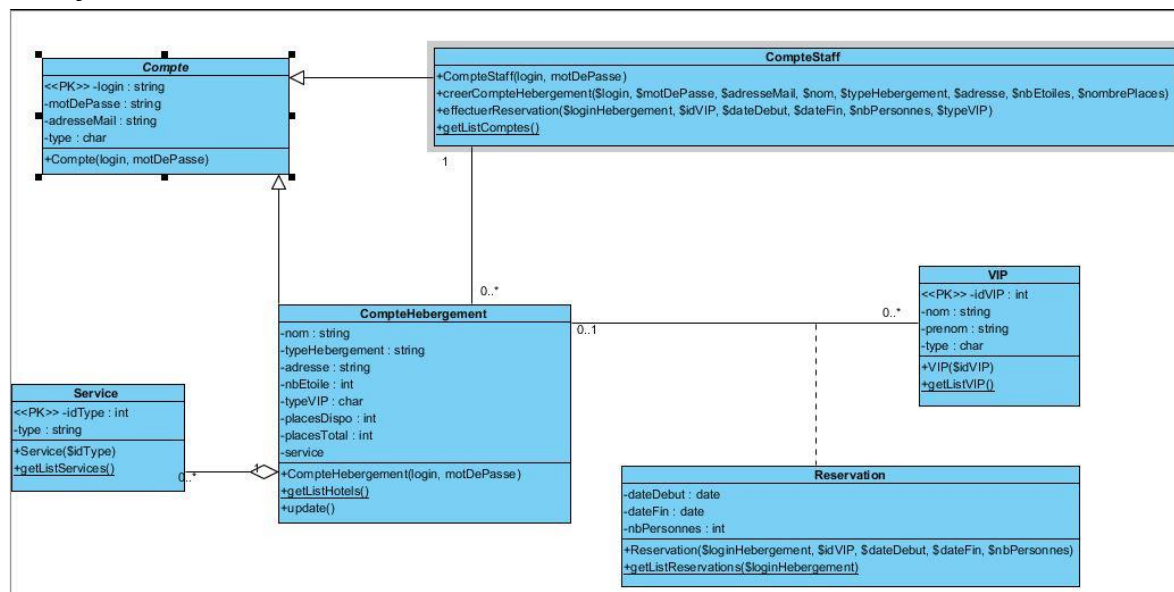 Compte
<<PK>> -login : string
-motDePasse : string
-adresseMail : string
-type : char
+Compte(login, motDePasse)
CompteStaff
+CompteStaff(login, motDePasse)
+creerCompteHebergement($login, $motDePasse, $adresseMail, $nom, $typeHebergement, $adresse, $nbEtoiles, $nombrePlaces)
+effectuerReservation($loginHebergement, $idVIP, $dateDebut, $dateFin, $nbPersonnes, $typeVIP)
+getListComptes()
1
0..*
CompteHebergement
-nom : string
-typeHebergement : string
-adresse : string
-nbEtoile : int
-typeVIP : char
-placesDispo : int
-placesTotal : int
-service
+CompteHebergement(login, motDePasse)
+getListHotels()
+update()
0..1
0..*
VIP
<<PK>> -idVIP : int
-nom : string
-prenom : string
-type : char
+VIP($idVIP)
+getListVIP()
Service
<<PK>> -idType : int
-type : string
+Service($idType)
+getListServices()
0..*
1
Reservation
-dateDebut : date
-dateFin : date
-nbPersonnes : int
+Reservation($loginHebergement, $idVIP, $dateDebut, $dateFin, $nbPersonnes)
+getListReservations($loginHebergement)